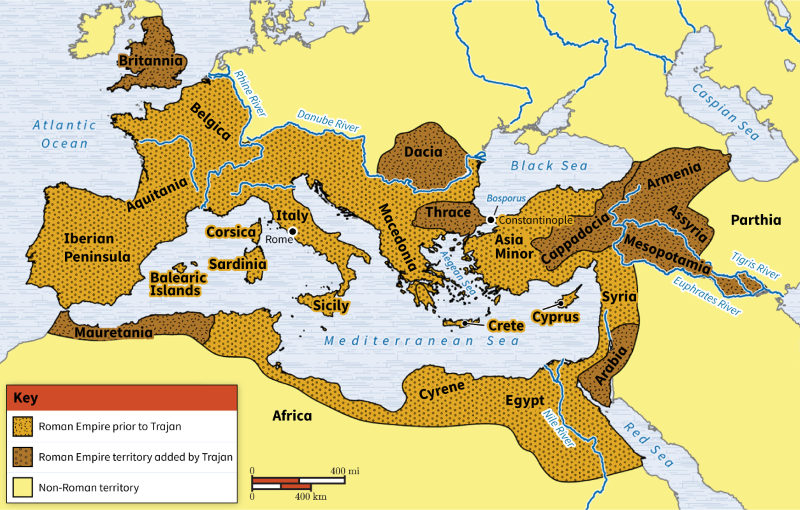 Britannia
Atlantic
Ocean
Belgica
Rhine River
Danube River
Aquitania
Dacia
Black Sea
Caspian Sea
Bosporus
Constantinople
Armenia
Assyria
Parthia
Cappadocia
Mesopotamia
Tigris River
Euphrates River
Iberian
Peninsula
Corsica
Italy
Rome
Thrace
Macedonia
Aegean Sea
Asia
Minor
Sardinia
Balearic
Islands
Sicily
Crete
Cyprus
Syria
Mauretania
Mediterranean Sea
Arabia
Cyrene
Egypt
Nile River
Red Sea
Africa
Key
Roman Empire prior to Trajan
Roman Empire territory added by Trajan
Non-Roman territory
0 400 mi
0 400 km